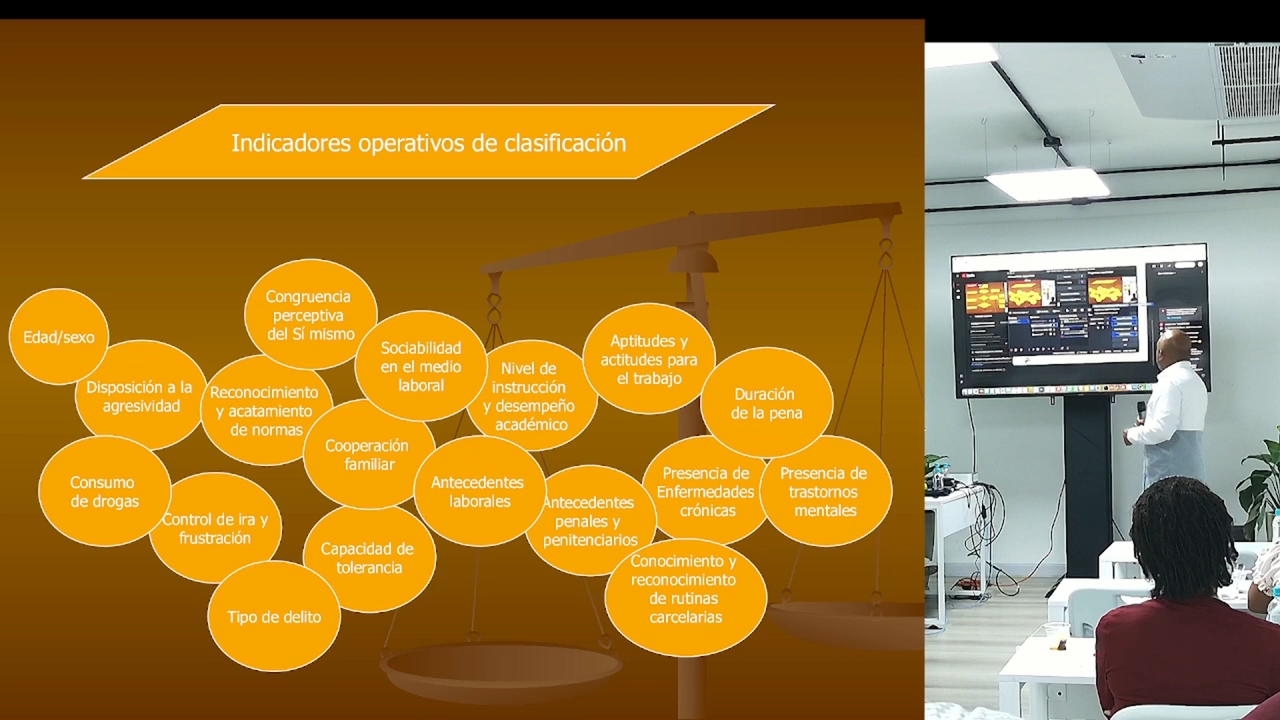 Indicadores operativos de clasificación
Edad/sexo
Disposición a la
agresividad
Congruencia
perceptiva
del Sí mismo
Reconocimiento
y acatamiento
de normas
Sociabilidad
en el medio
laboral
Nivel de
instrucción
y desempeño
académico
Aptitudes y
actitudes para
el trabajo
Duración
de la pena
Consumo
de drogas
Control de ira y
frustración
Cooperación
familiar
Antecedentes
laborales
Antecedentes
penales y
penitenciarios
Presencia de
Enfermedades
crónicas
Presencia de
trastornos
mentales
Tipo de delito
Capacidad de
tolerancia
Conocimiento y
reconocimiento
de rutinas
carcelarias